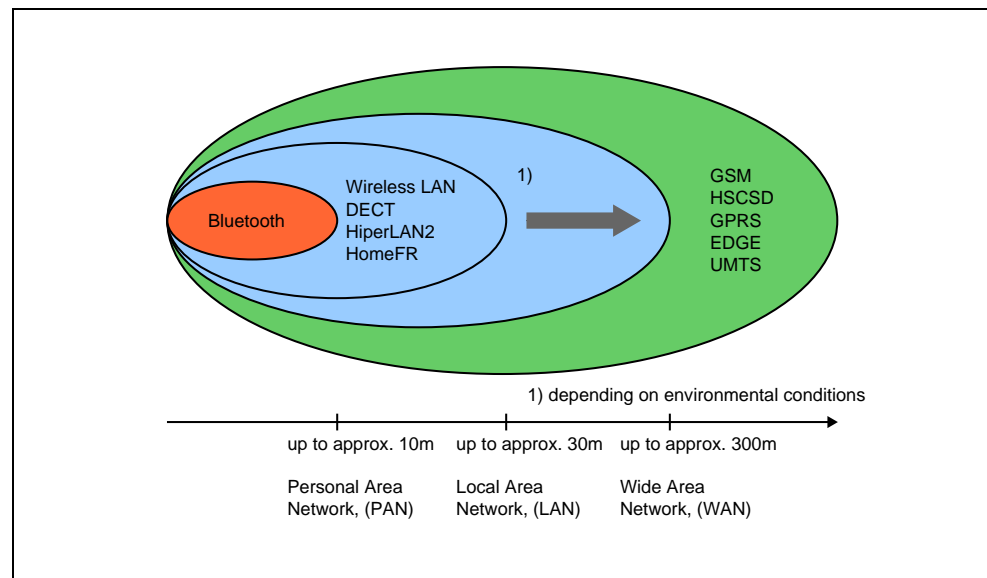 Bluetooth
Wireless LAN
DECT
HiperLAN2
HomeFR
1)
GSM
HSCSD
GPRS
EDGE
UMTS
1) depending on environmental conditions
up to approx. 10m
up to approx. 30m
up to approx. 300m
Personal Area
Network, (PAN)
Local Area
Network, (LAN)
Wide Area
Network, (WAN)